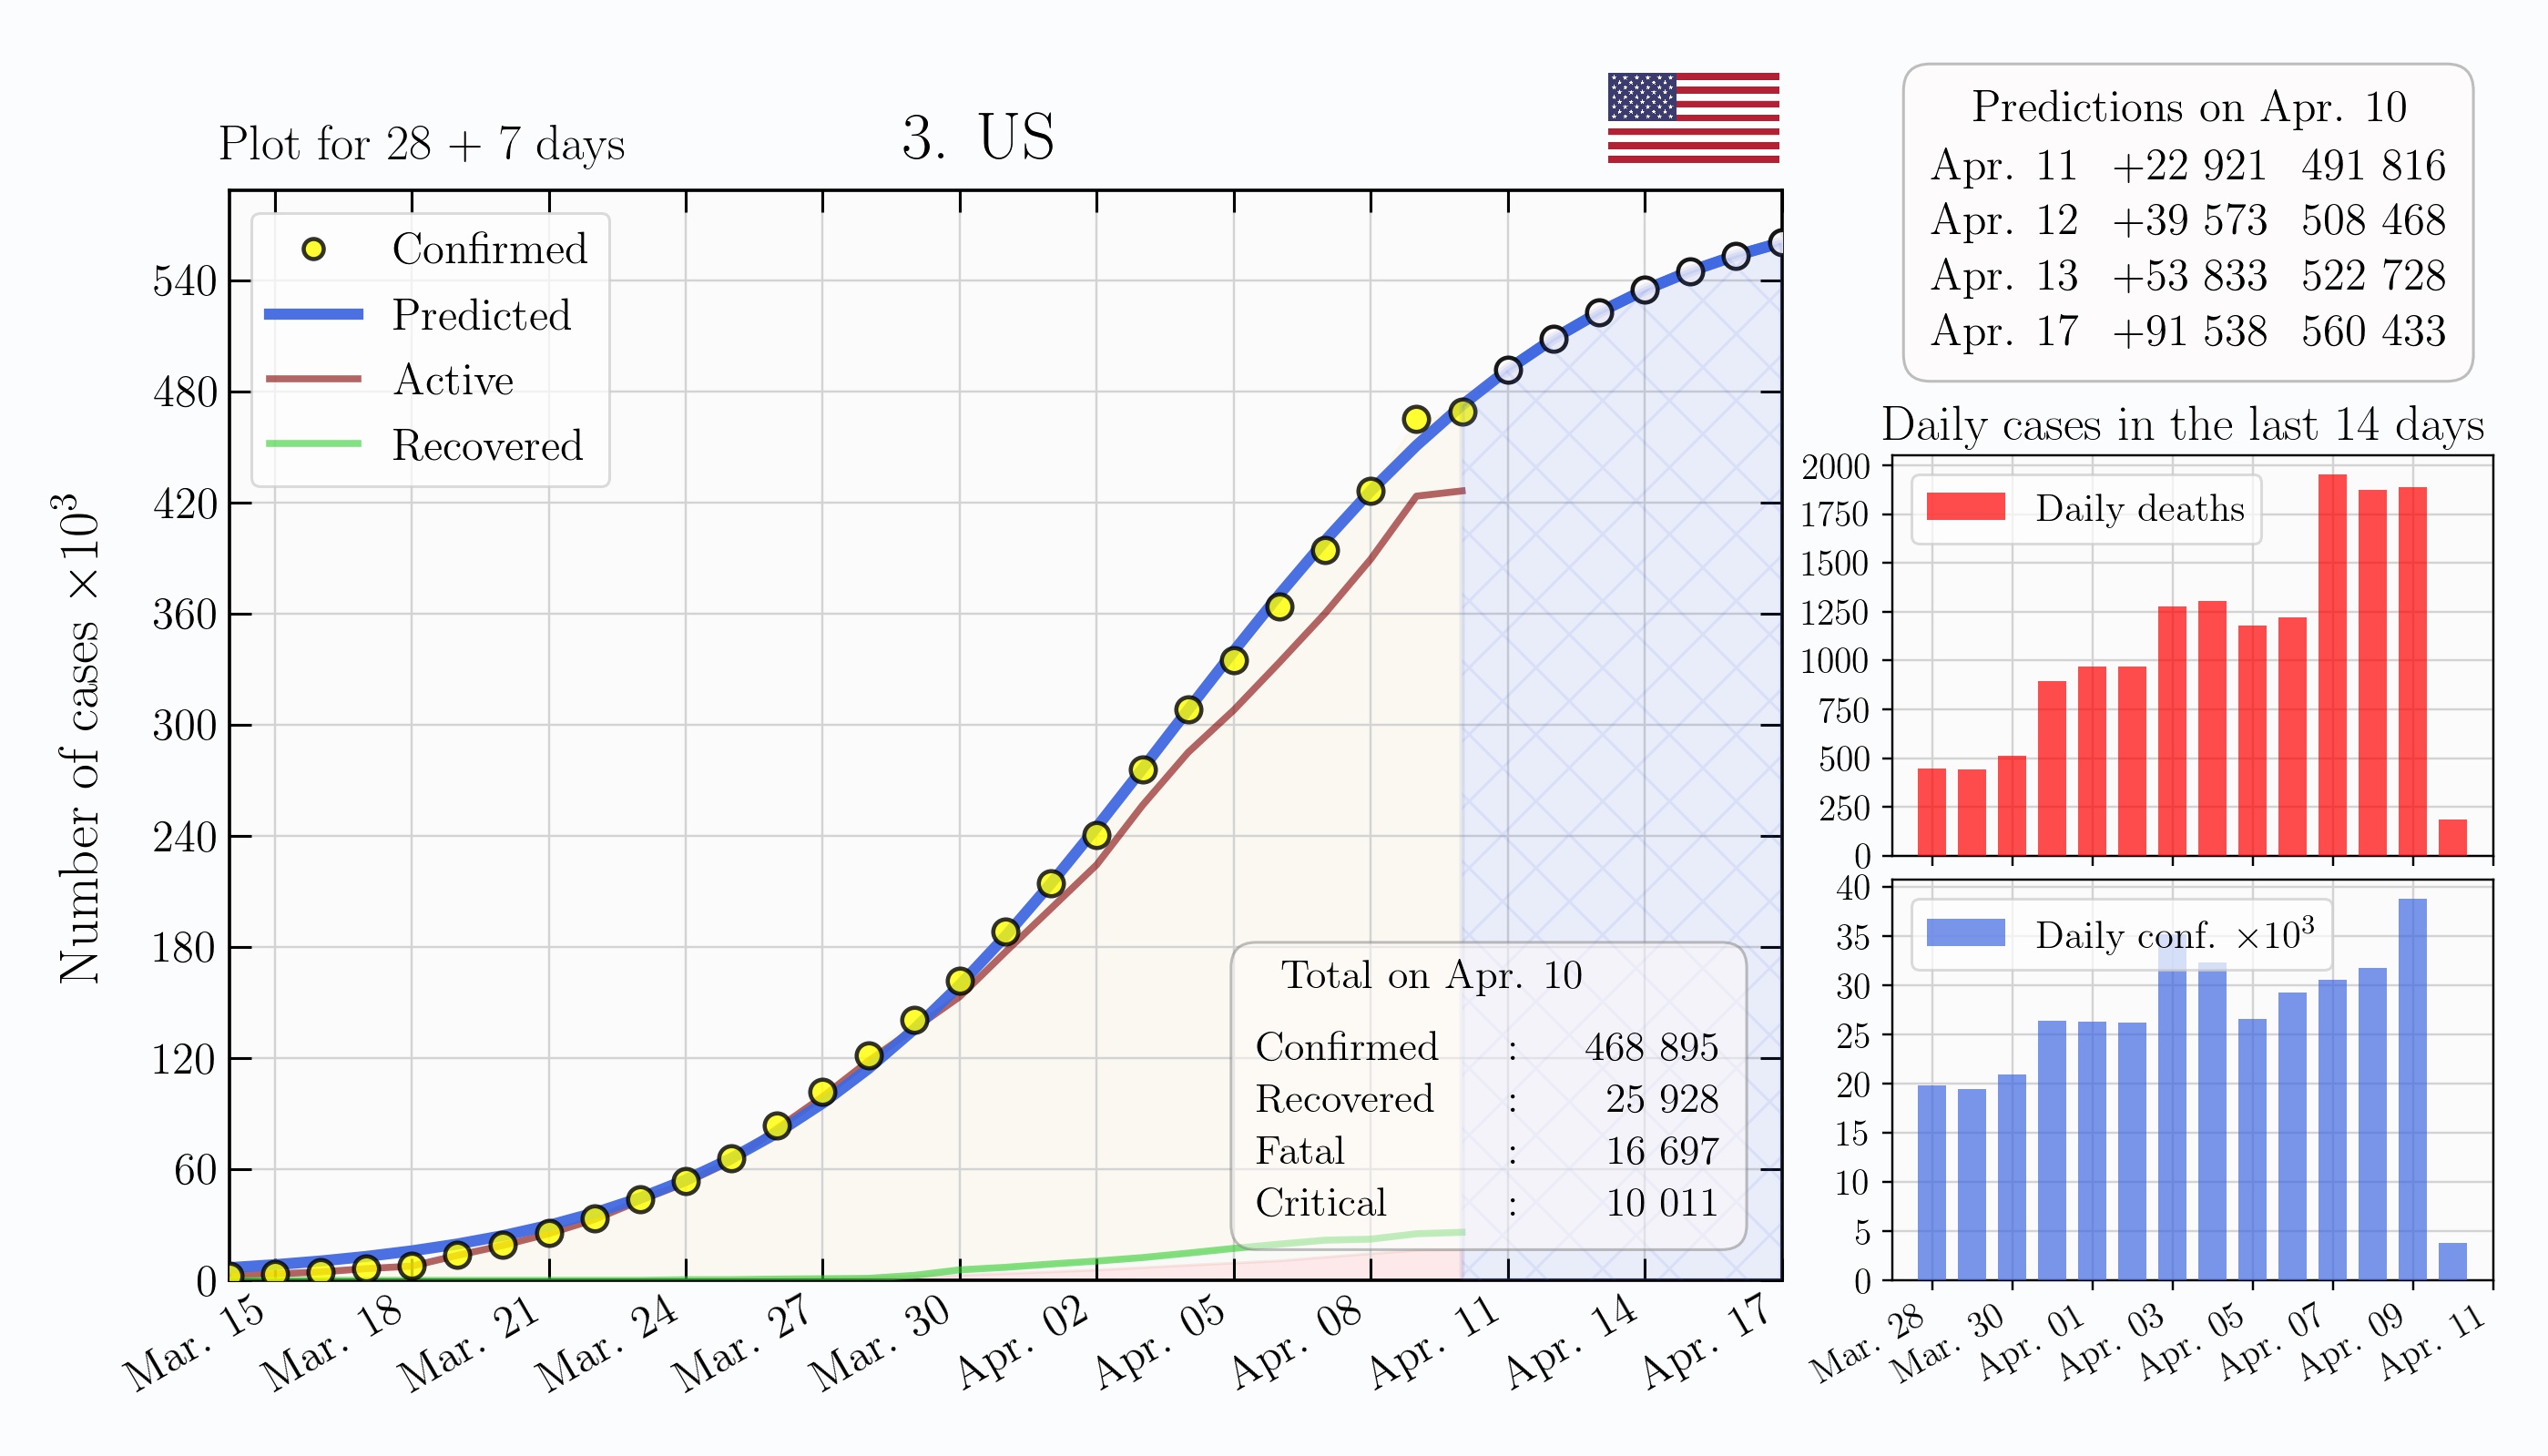 Plot for 28 + 7 days
3. US
Confirmed
Predicted
Active
Recovered
Number of cases ×10³
540
480
420
360
300
240
180
120
60
0
Mar. 15
Mar. 18
Mar. 21
Mar. 24
Mar. 27
Mar. 30
Apr. 02
Apr. 05
Apr. 08
Apr. 11
Apr. 14
Apr. 17
Total on Apr. 10
Confirmed : 468 895
Recovered : 25 928
Fatal : 16 697
Critical : 10 011
Predictions on Apr. 10
Apr. 11 +22 921 491 816
Apr. 12 +39 573 508 468
Apr. 13 +53 833 522 728
Apr. 17 +91 538 560 433
Daily cases in the last 14 days
Daily deaths
2000
1750
1500
1250
1000
750
500
250
0
Daily conf. ×10³
40
35
30
25
20
15
10
5
0
Mar. 28
Mar. 30
Apr. 01
Apr. 03
Apr. 05
Apr. 07
Apr. 09
Apr. 11